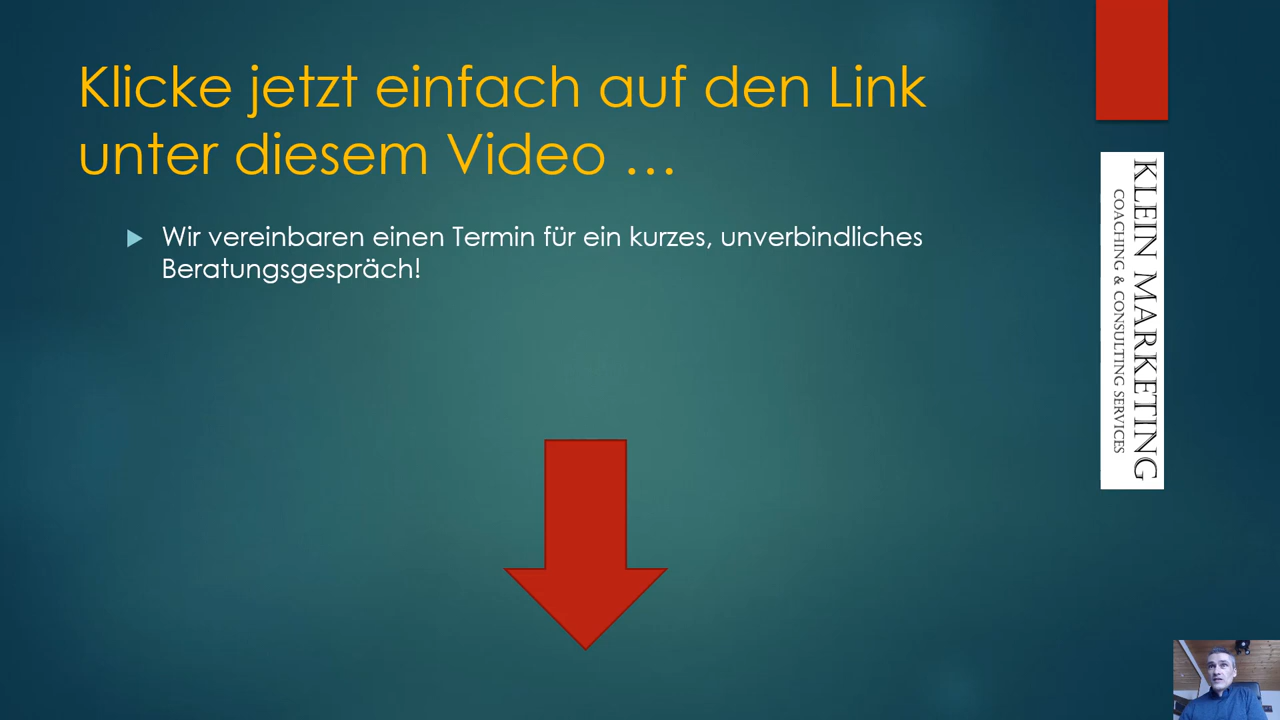 Klicke jetzt einfach auf den Link
unter diesem Video …
Wir vereinbaren einen Termin für ein kurzes, unverbindliches
Beratungsgespräch!
KLEIN MARKETING
COACHING & CONSULTING SERVICES